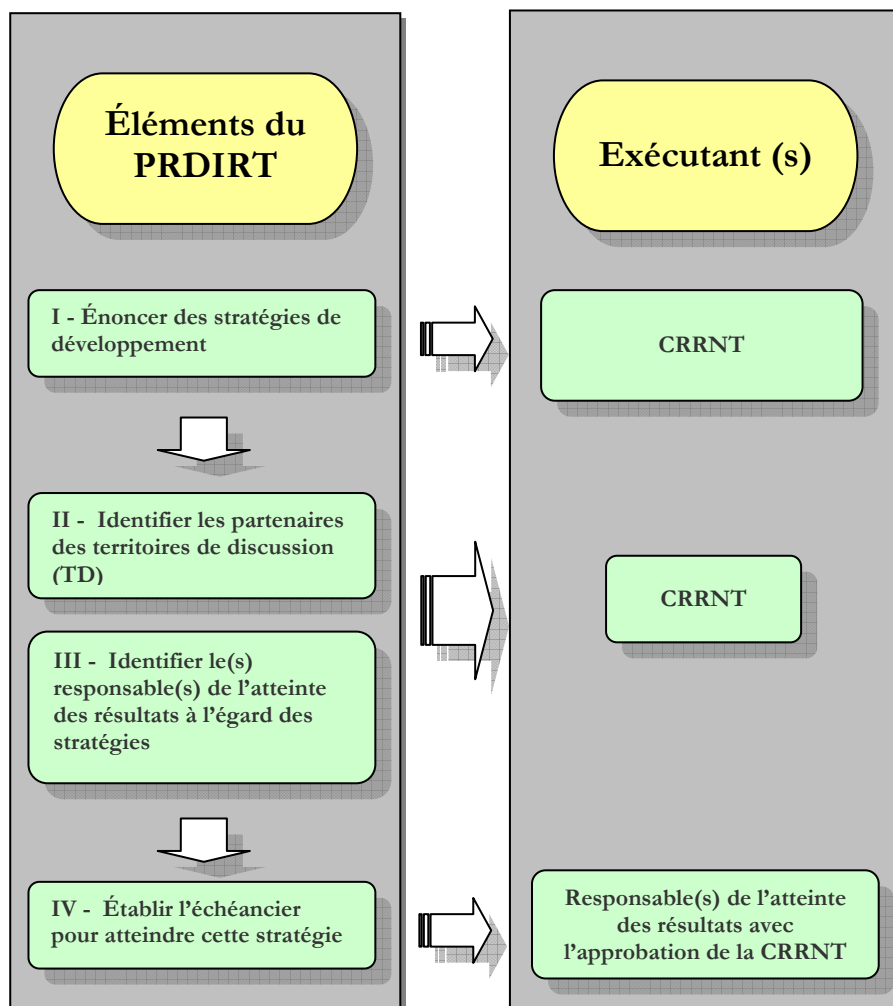 Éléments du
PRDIRT
Exécutant (s)
I - Énoncer des stratégies de
développement
CRRNT
II - Identifier les partenaires
des territoires de discussion
(TD)
CRRNT
III - Identifier le(s)
responsable(s) de l’atteinte
des résultats à l’égard des
stratégies
IV - Établir l’échéancier
pour atteindre cette stratégie
Responsable(s) de l’atteinte
des résultats avec
l’approbation de la CRRNT